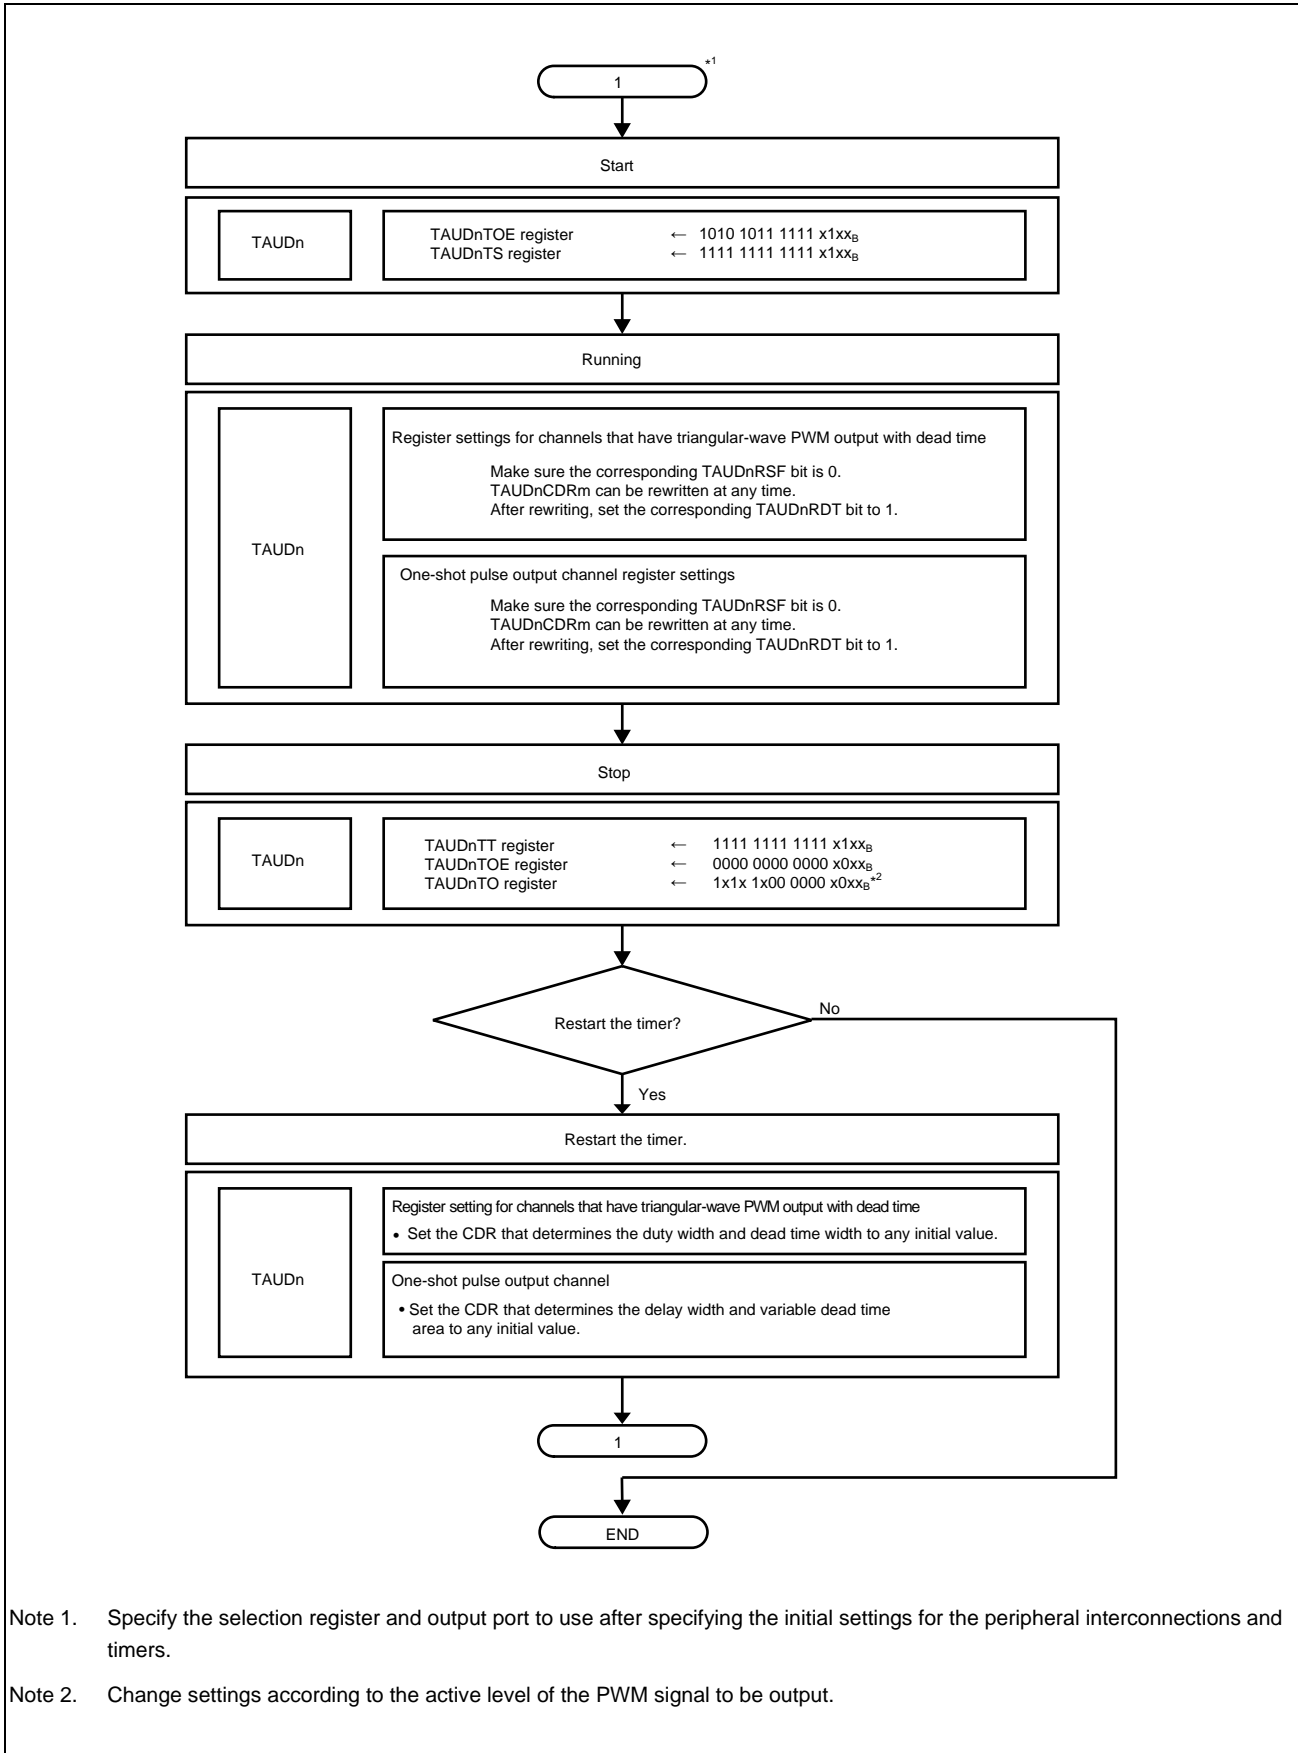 1 *1
Start
TAUDn
TAUDnTOE register ← 1010 1011 1111 x1xxB
TAUDnTS register ← 1111 1111 1111 x1xxB
Running
TAUDn
Register settings for channels that have triangular-wave PWM output with dead time
Make sure the corresponding TAUDnRSF bit is 0.
TAUDnCDRm can be rewritten at any time.
After rewriting, set the corresponding TAUDnRDT bit to 1.
One-shot pulse output channel register settings
Make sure the corresponding TAUDnRSF bit is 0.
TAUDnCDRm can be rewritten at any time.
After rewriting, set the corresponding TAUDnRDT bit to 1.
Stop
TAUDn
TAUDnTT register ← 1111 1111 1111 x1xxB
TAUDnTOE register ← 0000 0000 0000 x0xxB
TAUDnTO register ← 1x1x 1x00 0000 x0xxB*2
Restart the timer?
No
Yes
Restart the timer.
TAUDn
Register setting for channels that have triangular-wave PWM output with dead time
• Set the CDR that determines the duty width and dead time width to any initial value.
One-shot pulse output channel
• Set the CDR that determines the delay width and variable dead time
area to any initial value.
1
END
Note 1. Specify the selection register and output port to use after specifying the initial settings for the peripheral interconnections and
timers.
Note 2. Change settings according to the active level of the PWM signal to be output.